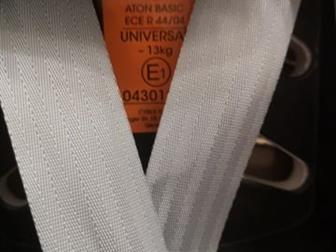 ATON BASIC
ECE R 44/04
UNIVERSA
- 13kg
E1
04301